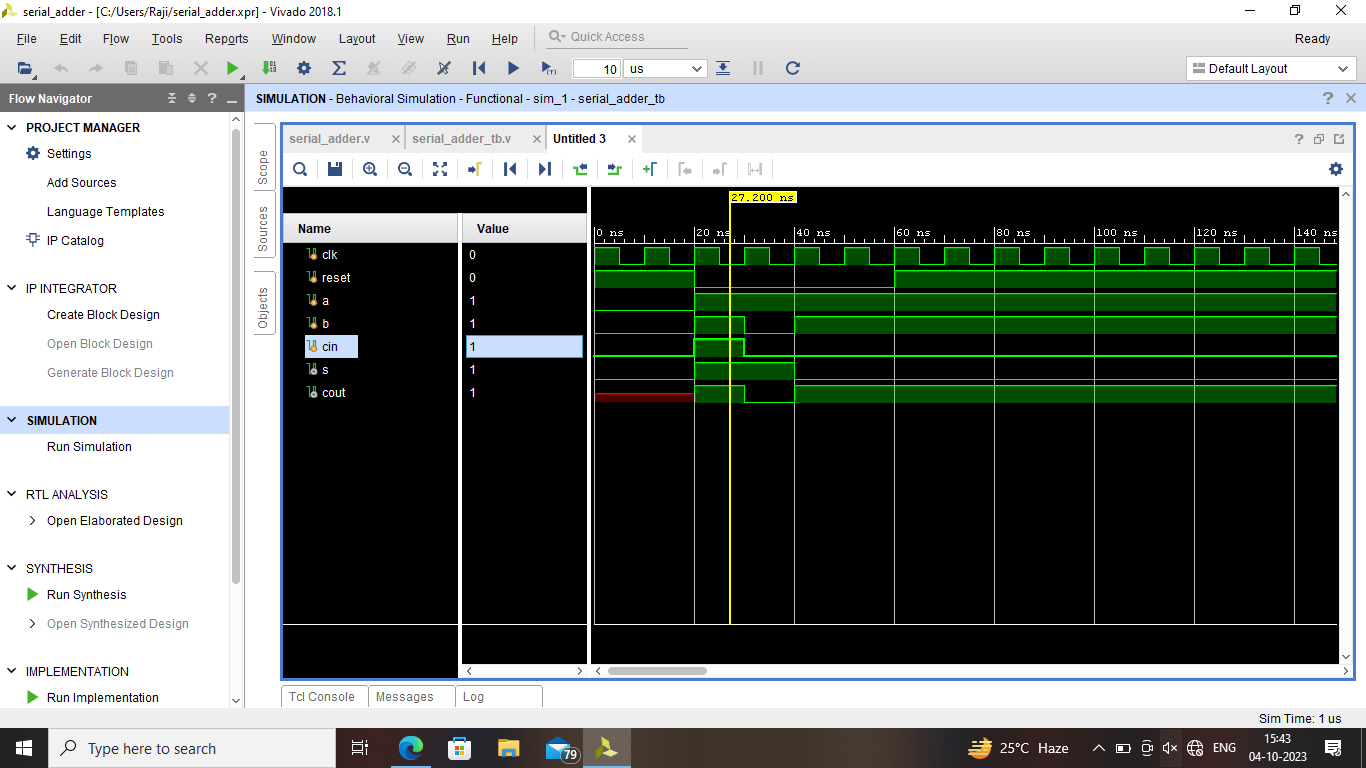 serial_adder - [C:/Users/Raji/serial_adder.xpr] - Vivado 2018.1
File Edit Flow Tools Reports Window Layout View Run Help Quick Access Ready
10 us Default Layout
Flow Navigator
SIMULATION - Behavioral Simulation - Functional - sim_1 - serial_adder_tb
PROJECT MANAGER
Settings
Add Sources
Language Templates
IP Catalog
IP INTEGRATOR
Create Block Design
Open Block Design
Generate Block Design
SIMULATION
Run Simulation
RTL ANALYSIS
Open Elaborated Design
SYNTHESIS
Run Synthesis
Open Synthesized Design
IMPLEMENTATION
Run Implementation
Scope
Sources
Objects
serial_adder.v serial_adder_tb.v Untitled 3
27.200 ns
Name Value
0 ns 20 ns 40 ns 60 ns 80 ns 100 ns 120 ns 140 ns
clk 0
reset 0
a 1
b 1
cin 1
s 1
cout 1
Tcl Console Messages Log
Sim Time: 1 us
Type here to search
79
25°C Haze
ENG
15:43
04-10-2023